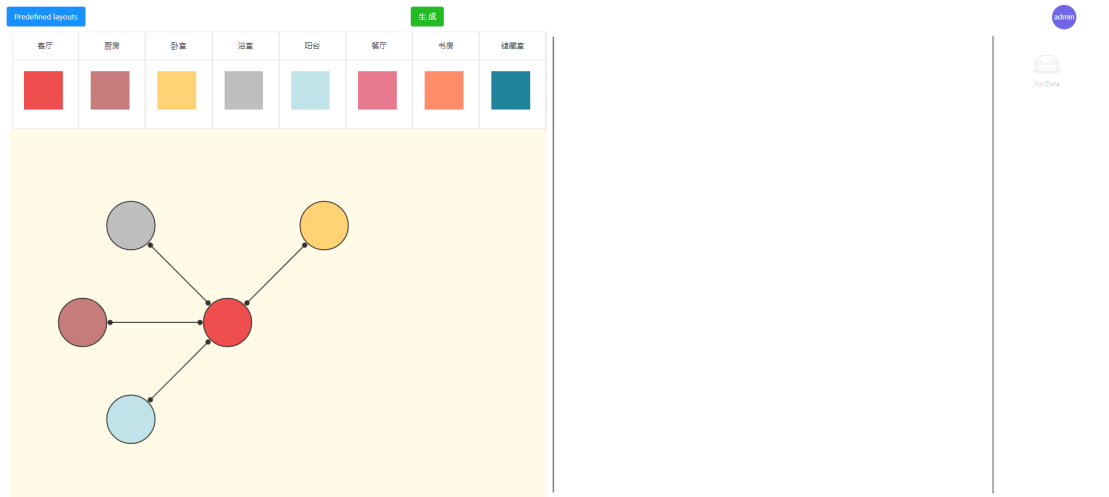 Predefined layouts
生成
admin
客厅
厨房
卧室
浴室
阳台
餐厅
书房
储藏室
No Data